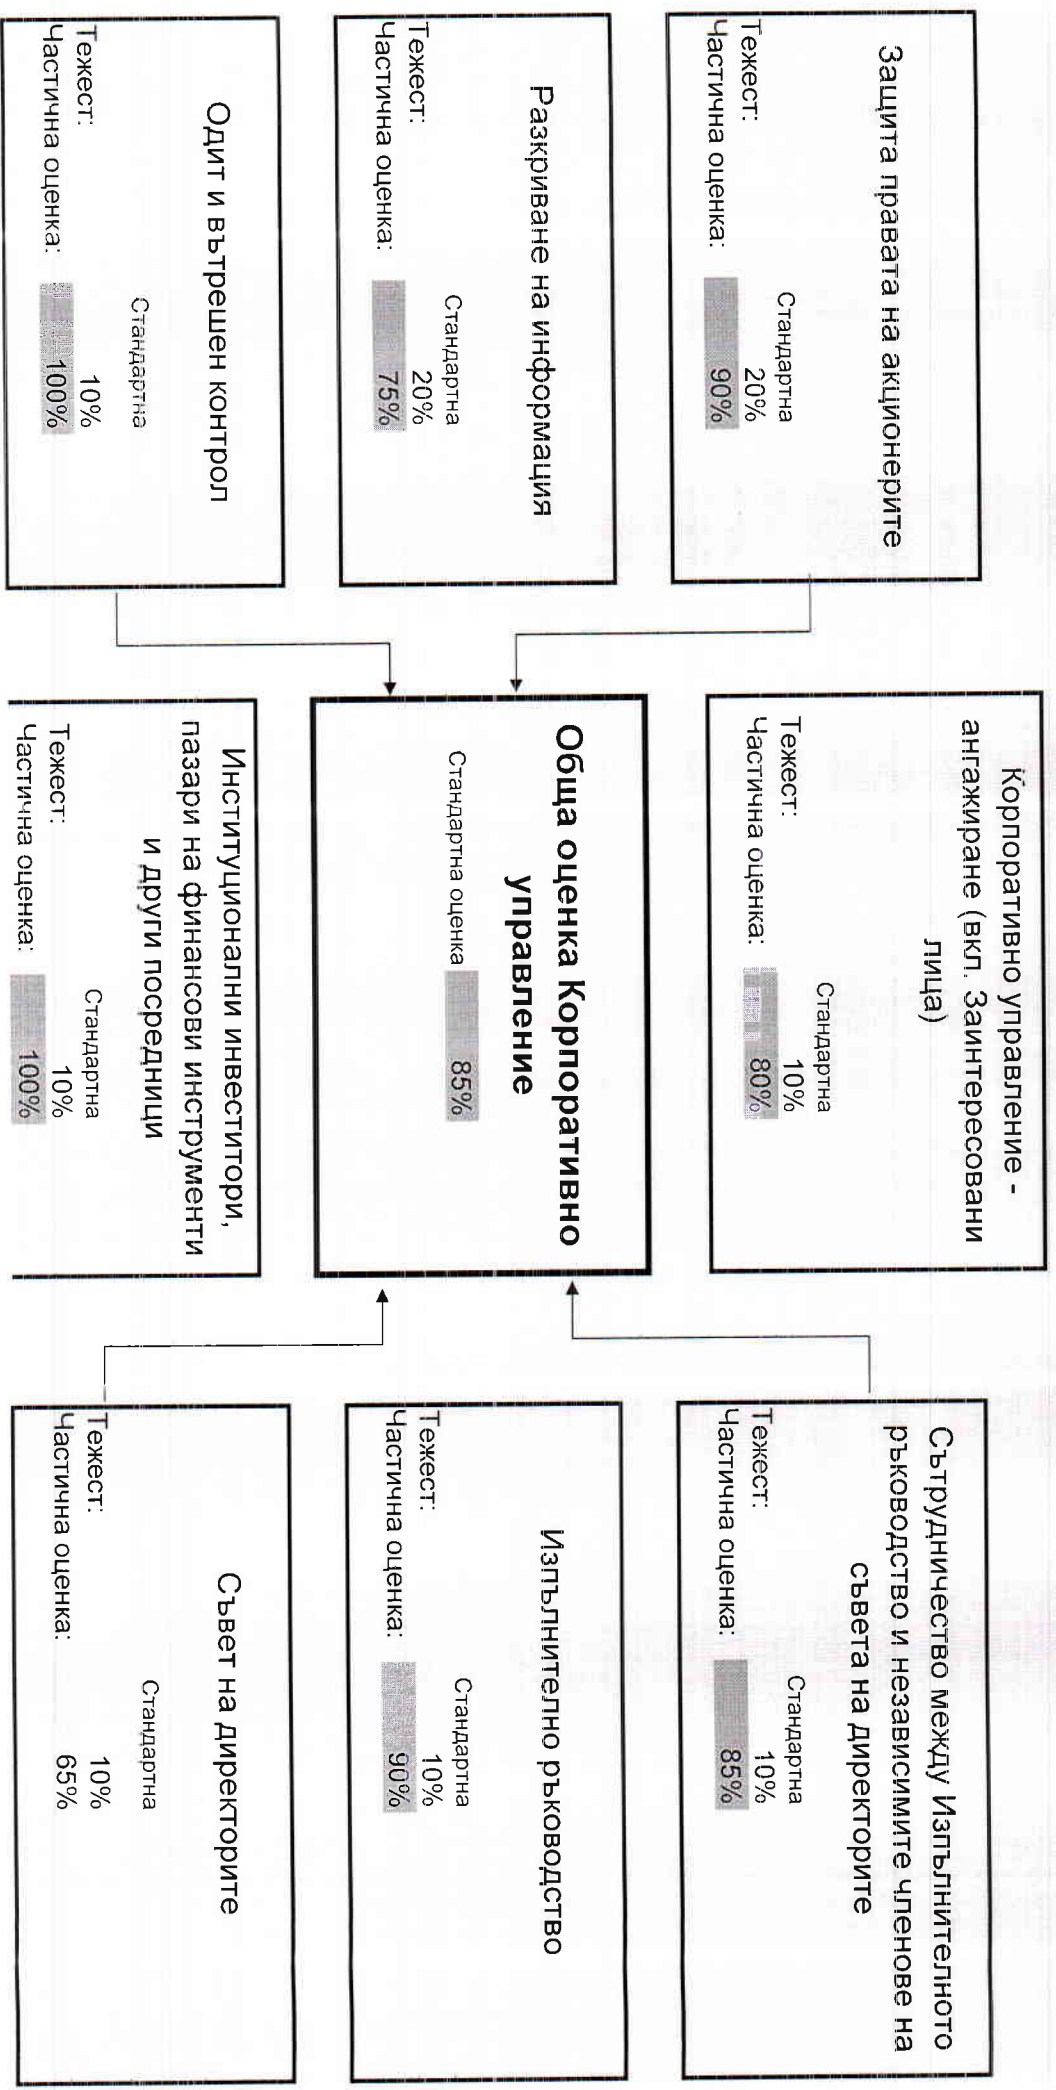 Защита правата на акционерите
Стандартна
Тежест: 20%
Частична оценка: 90%
Корпоративно управление -
ангажиране (вкл. Заинтересовани
лица)
Стандартна
Тежест: 10%
Частична оценка: 80%
Сътрудничество между Изпълнителното
ръководство и независимите членове на
съвета на директорите
Стандартна
Тежест: 10%
Частична оценка: 85%
Разкриване на информация
Стандартна
Тежест: 20%
Частична оценка: 75%
Обща оценка Корпоративно
управление
Стандартна оценка 85%
Изпълнително ръководство
Стандартна
Тежест: 10%
Частична оценка: 90%
Одит и вътрешен контрол
Стандартна
Тежест: 10%
Частична оценка: 100%
Институционални инвеститори,
пазари на финансови инструменти
и други посредници
Стандартна
Тежест: 10%
Частична оценка: 100%
Съвет на директорите
Стандартна
Тежест: 10%
Частична оценка: 65%